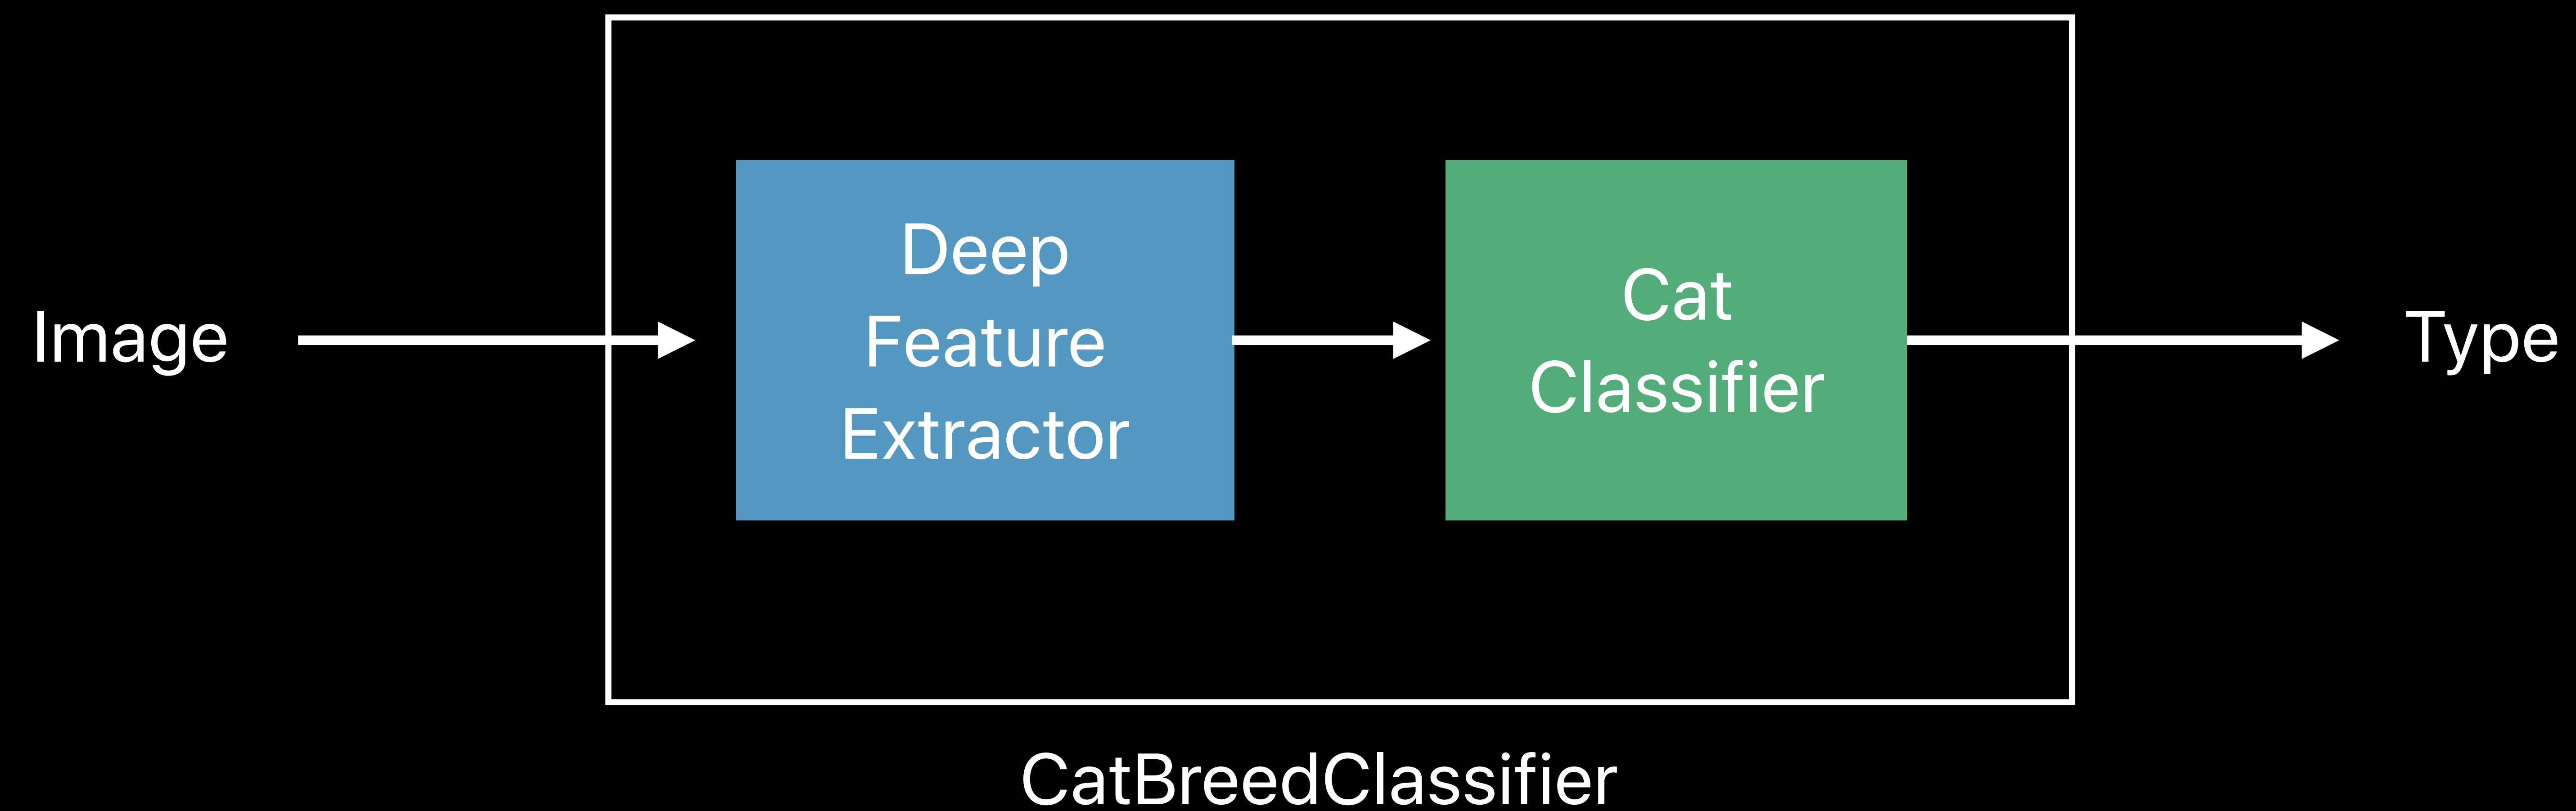 Image
Deep
Feature
Extractor
Cat
Classifier
Type
CatBreedClassifier